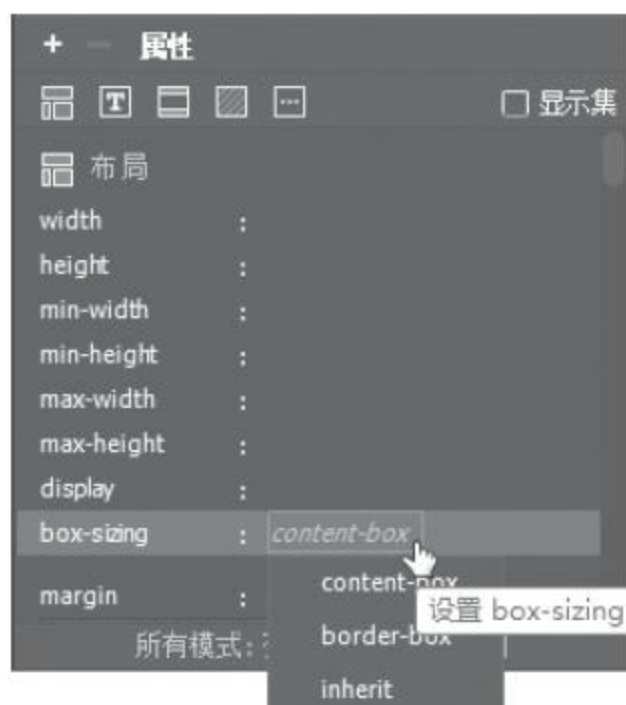 + − 属性
T 显示集
布局
width :
height :
min-width :
min-height :
max-width :
max-height :
display :
box-sizing : content-box
content-box
设置 box-sizing
margin :
border-box
所有模式:
inherit